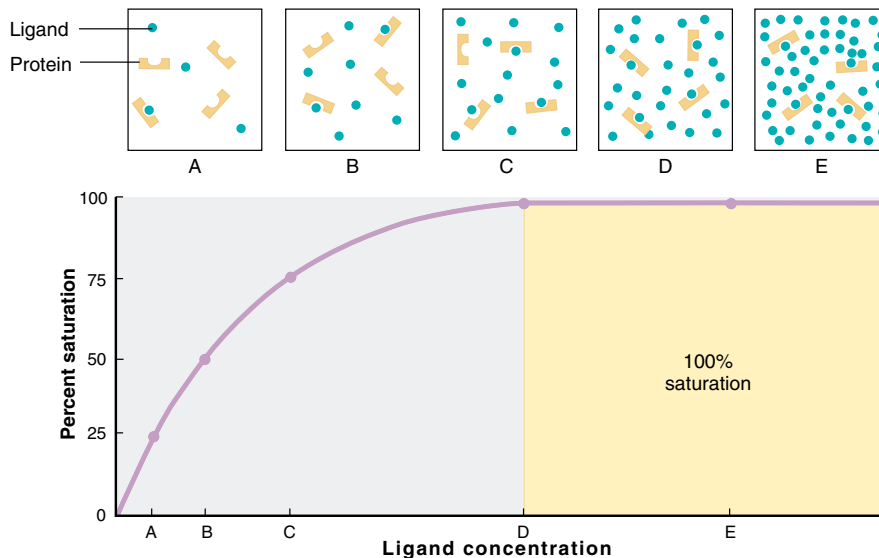 Ligand
Protein
A
B
C
D
E
100
75
50
25
0
Percent saturation
100%
saturation
A
B
C
D
E
Ligand concentration